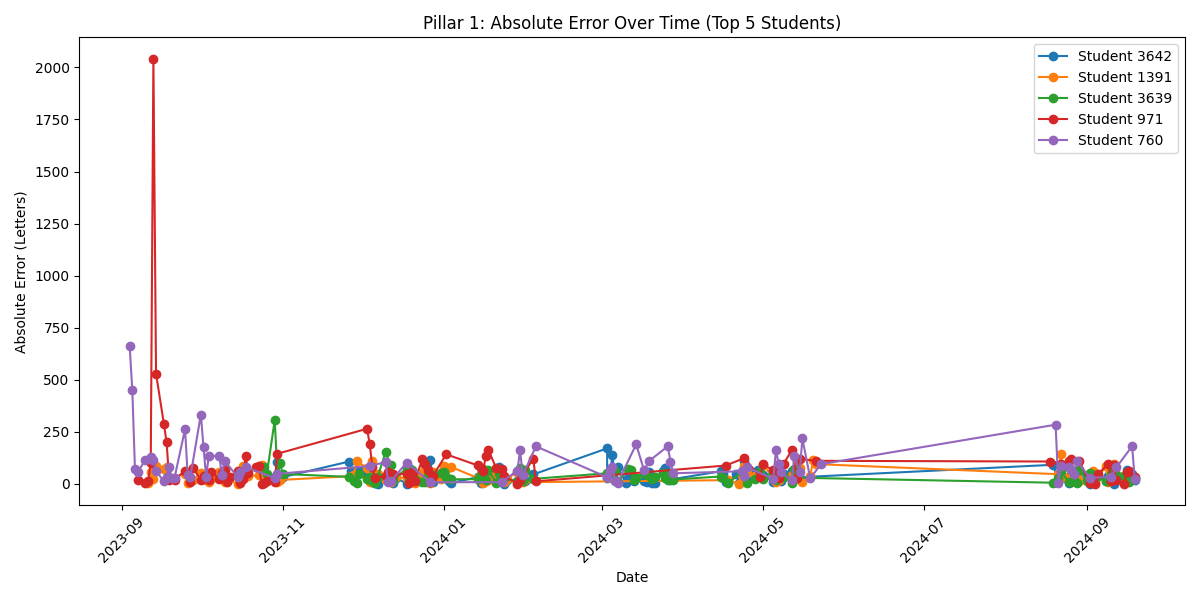 Pillar 1: Absolute Error Over Time (Top 5 Students)
Absolute Error (Letters)
2000
1750
1500
1250
1000
750
500
250
0
Student 3642
Student 1391
Student 3639
Student 971
Student 760
2023-09
2023-11
2024-01
2024-03
2024-05
2024-07
2024-09
Date